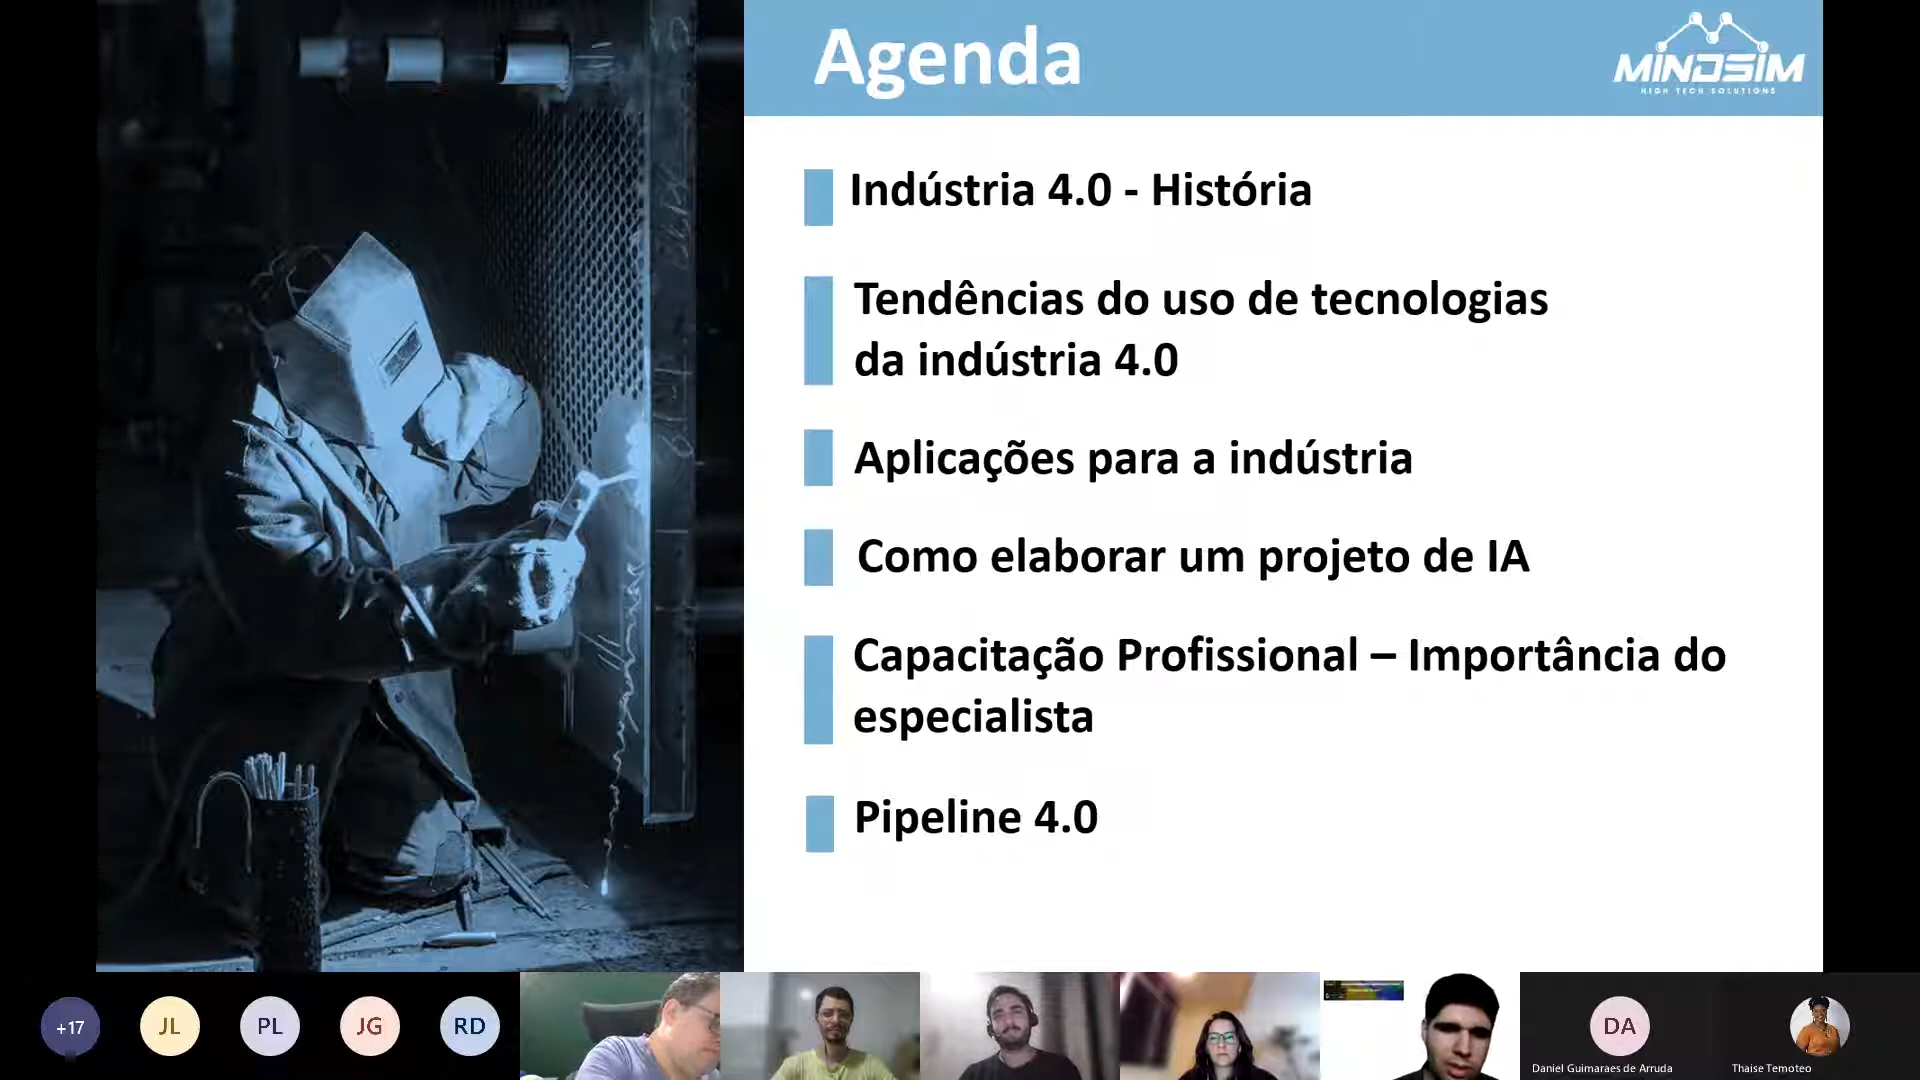 Agenda
MINDSIM
HIGH TECH SOLUTIONS
Indústria 4.0 - História
Tendências do uso de tecnologias
da indústria 4.0
Aplicações para a indústria
Como elaborar um projeto de IA
Capacitação Profissional – Importância do
especialista
Pipeline 4.0
+17
JL
PL
JG
RD
DA
Daniel Guimaraes de Arruda
Thaise Temoteo